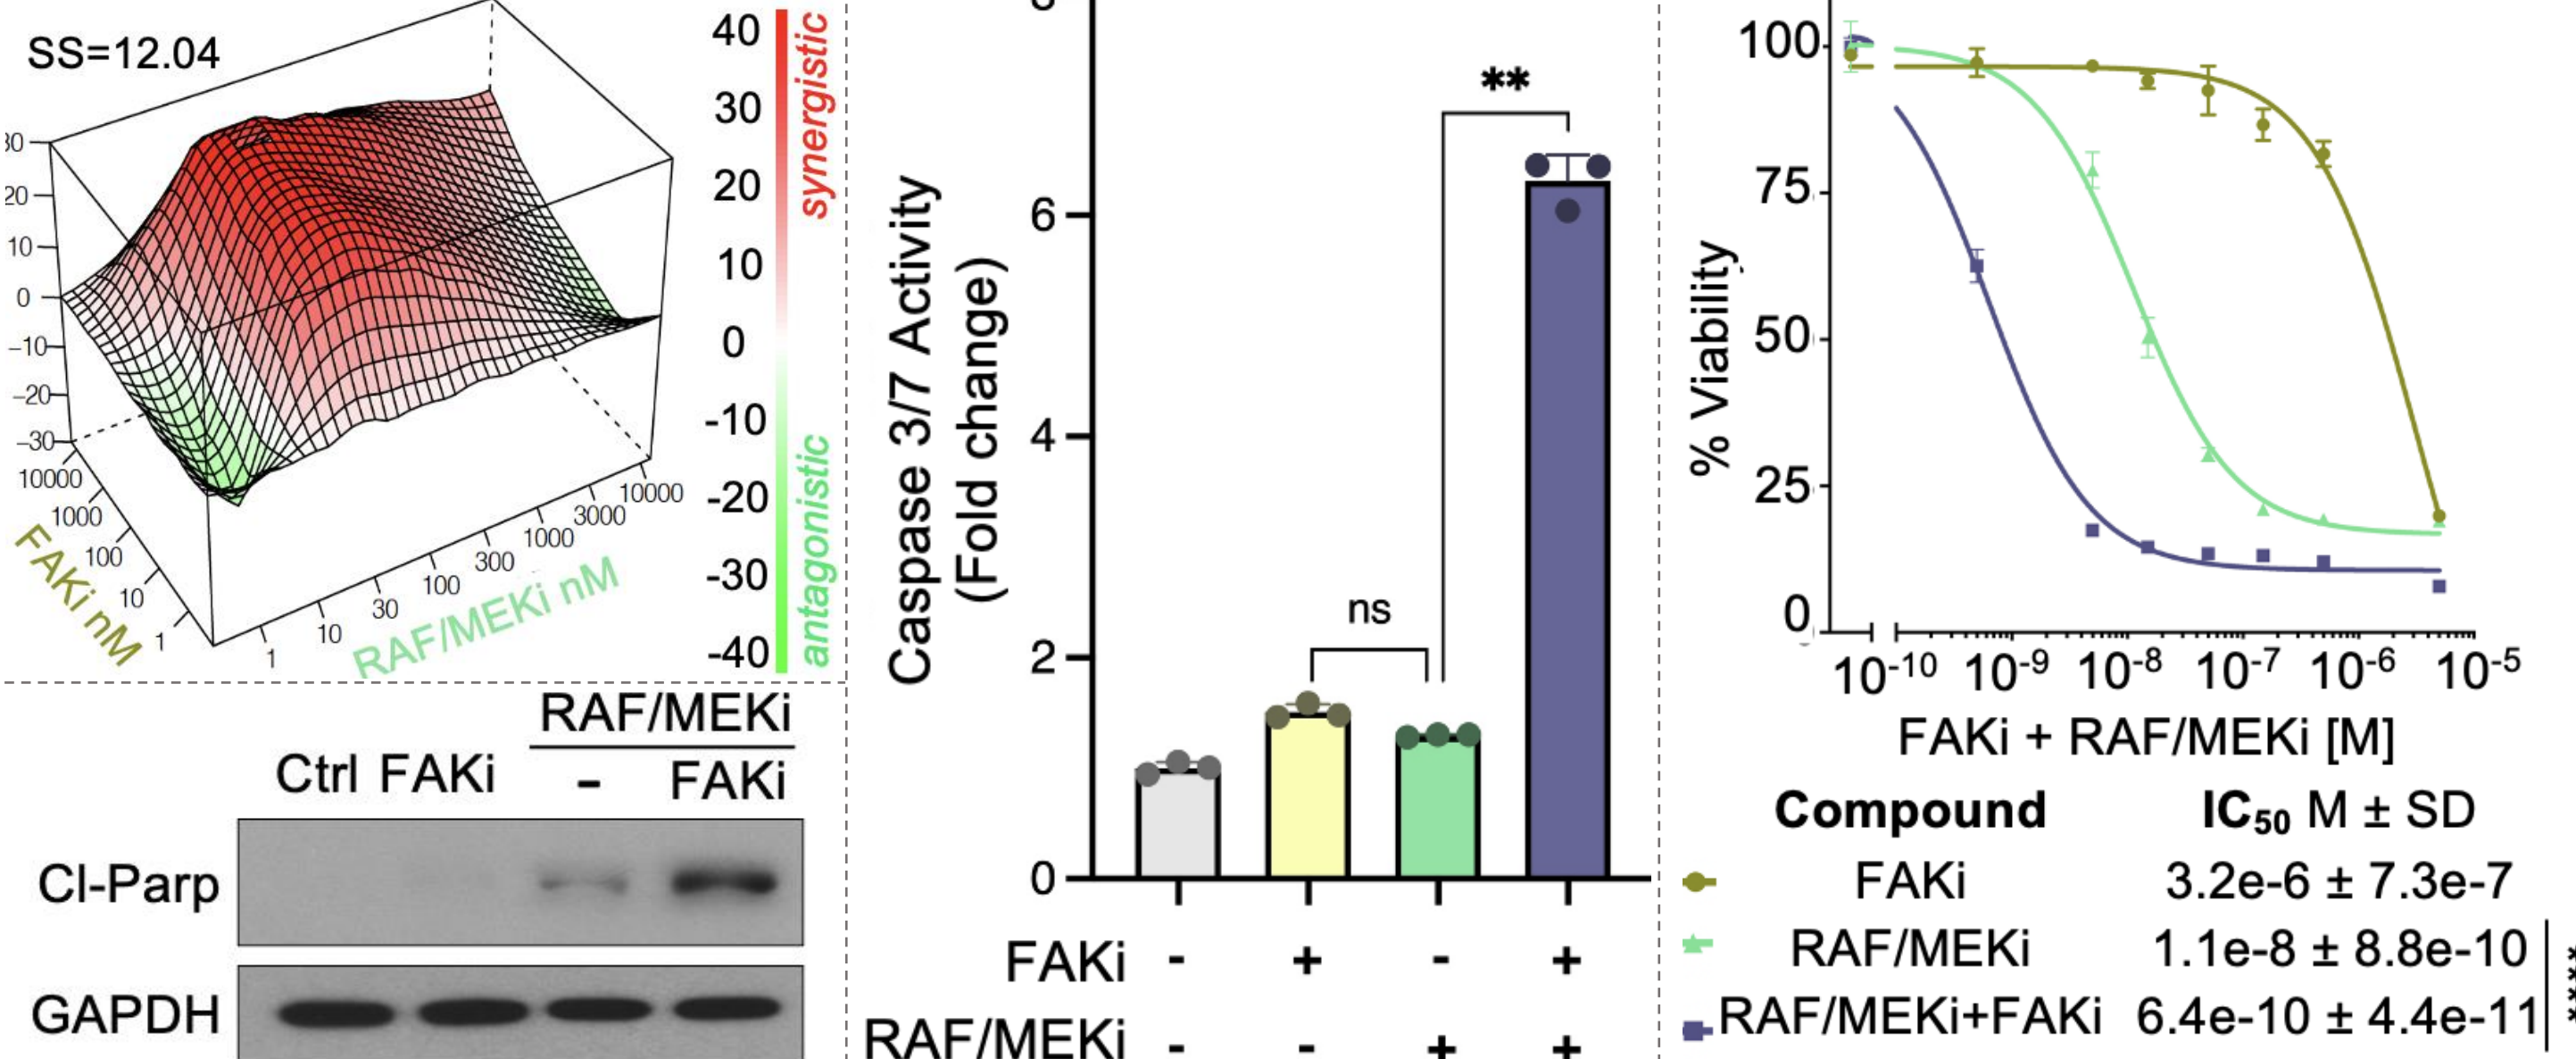 SS=12.04
20
10
0
–10
–20
–30
10000
1000
100
10
1
FAKi nM
1
10
30
100
300
1000
3000
10000
RAF/MEKi nM
40
30
20
10
0
-10
-20
-30
-40
synergistic
antagonistic
RAF/MEKi
Ctrl FAKi - FAKi
Cl-Parp
GAPDH
Caspase 3/7 Activity
(Fold change)
6
4
2
0
**
ns
FAKi - + - +
RAF/MEKi - - + +
% Viability
100
75
50
25
0
10-10 10-9 10-8 10-7 10-6 10-5
FAKi + RAF/MEKi [M]
Compound IC50 M ± SD
FAKi 3.2e-6 ± 7.3e-7
RAF/MEKi 1.1e-8 ± 8.8e-10
RAF/MEKi+FAKi 6.4e-10 ± 4.4e-11
****